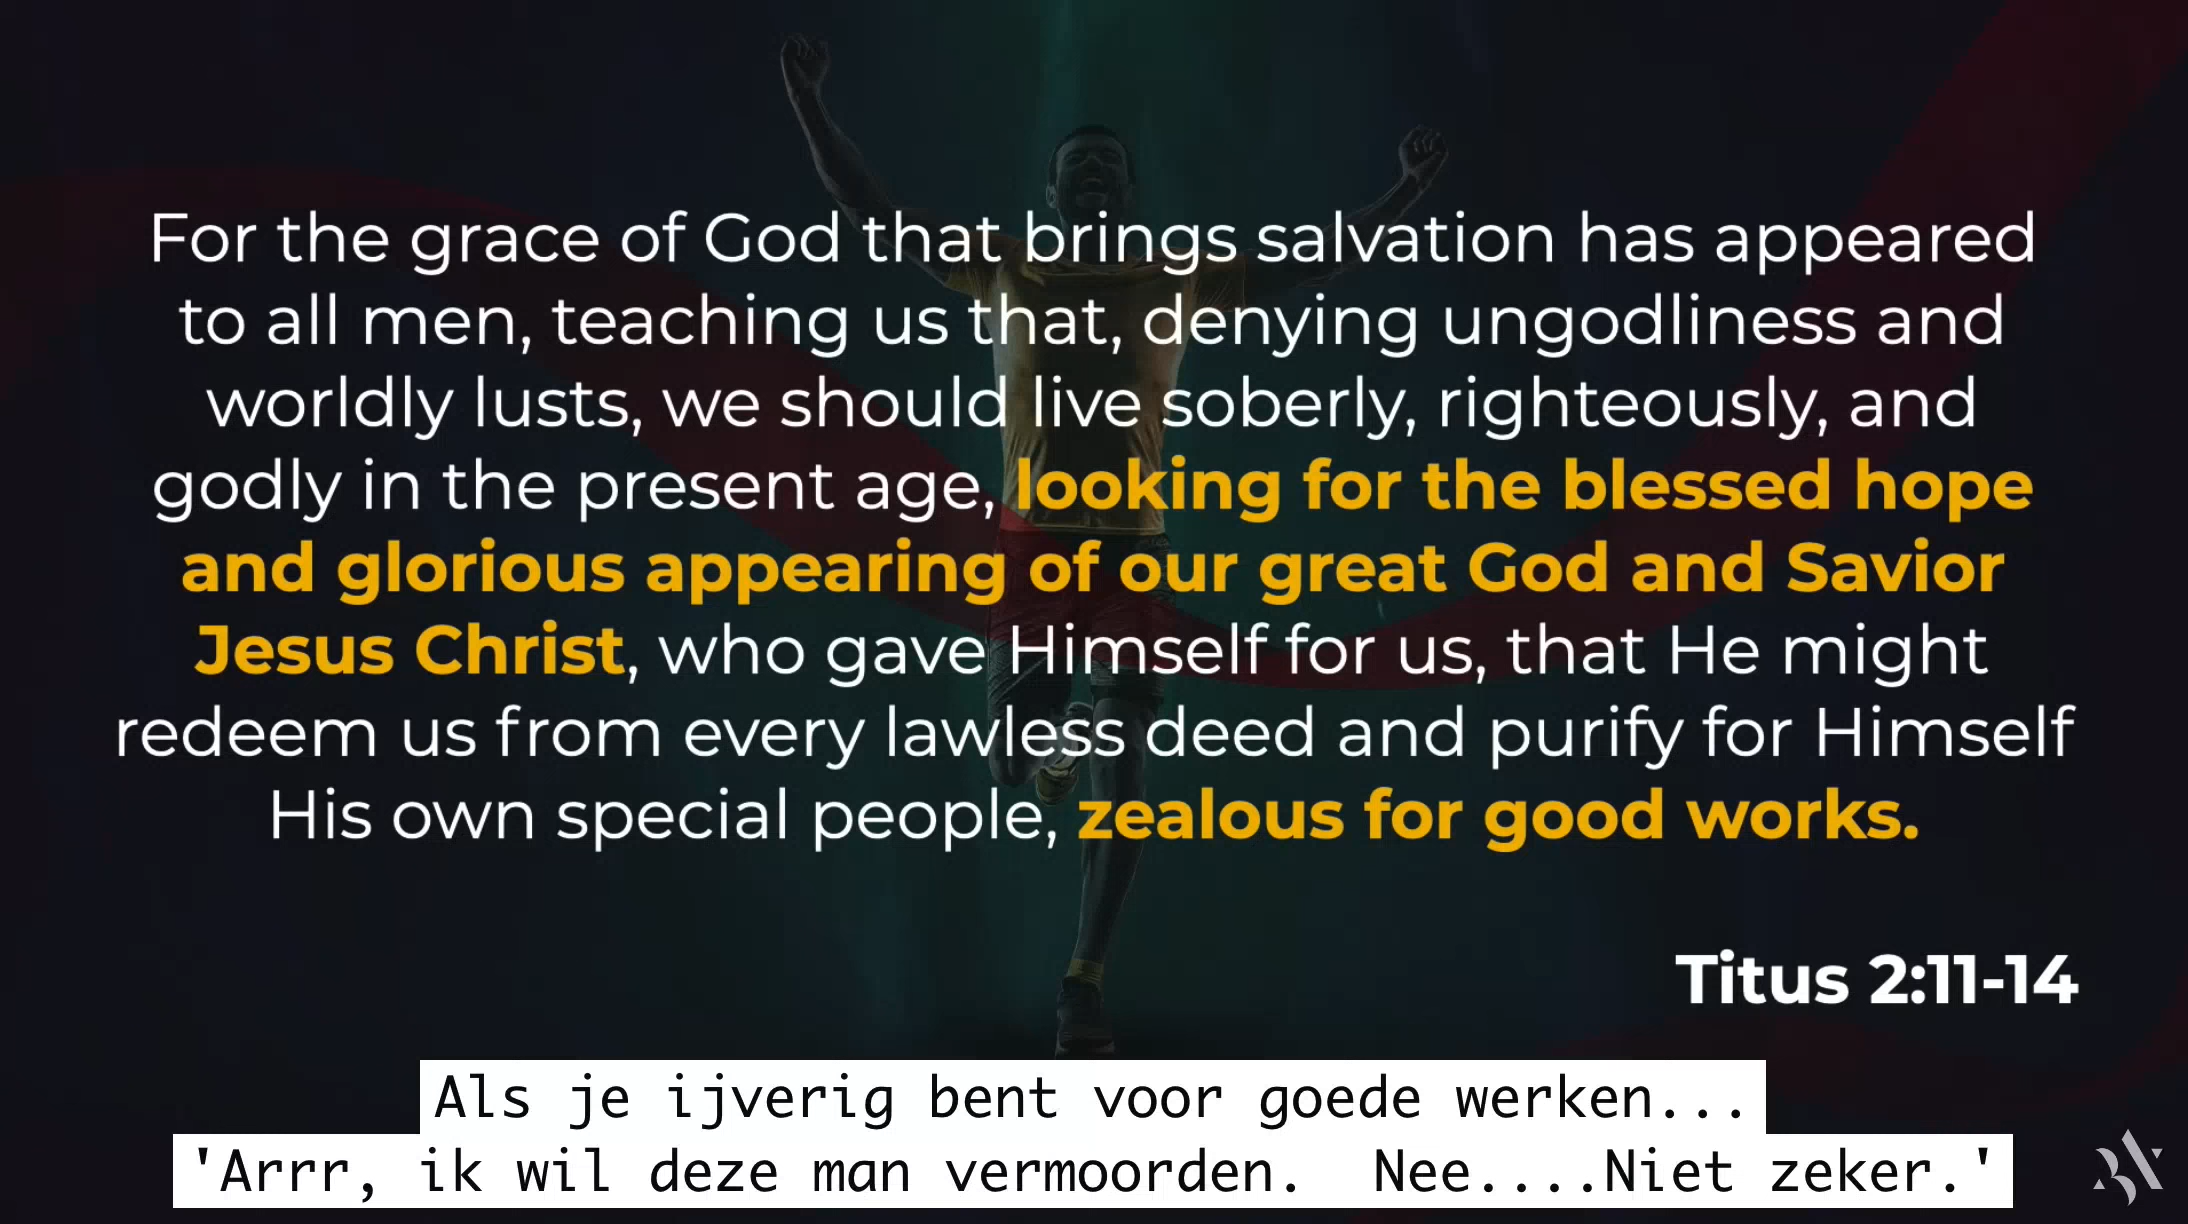 For the grace of God that brings salvation has appeared
to all men, teaching us that, denying ungodliness and
worldly lusts, we should live soberly, righteously, and
godly in the present age, looking for the blessed hope
and glorious appearing of our great God and Savior
Jesus Christ, who gave Himself for us, that He might
redeem us from every lawless deed and purify for Himself
His own special people, zealous for good works.
Titus 2:11-14
Als je ijverig bent voor goede werken...
'Arrr, ik wil deze man vermoorden.  Nee....Niet zeker.'